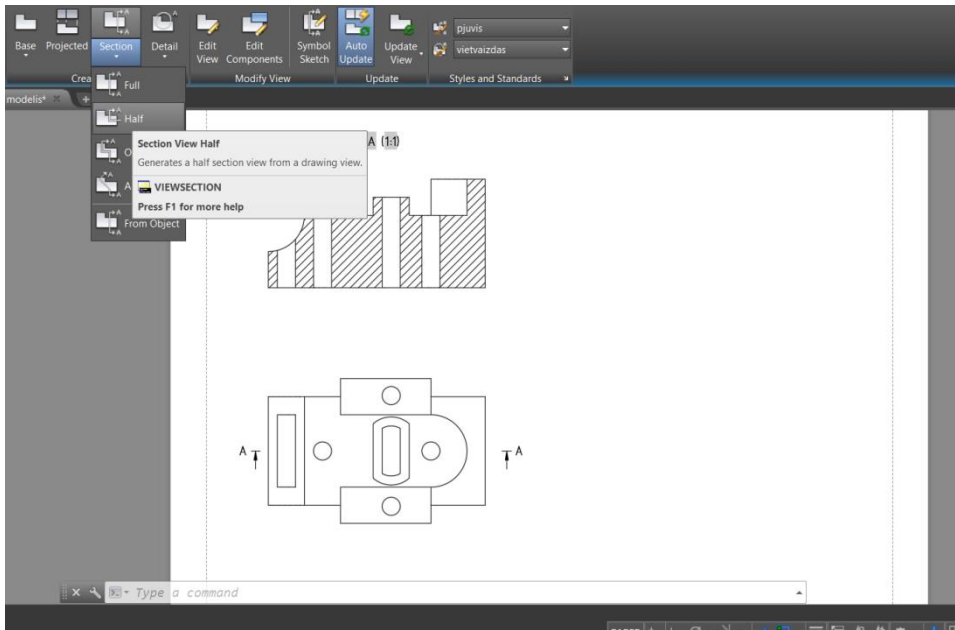 Base Projected Section Detail Edit View Edit Components Symbol Sketch Auto Update Update View pjuvis
vietvaizdas
Modify View Update Styles and Standards
modelis*
Full
Half
Section View Half
Generates a half section view from a drawing view.
VIEWSECTION
Press F1 for more help
From Object
A (1:1)
A A
Type a command